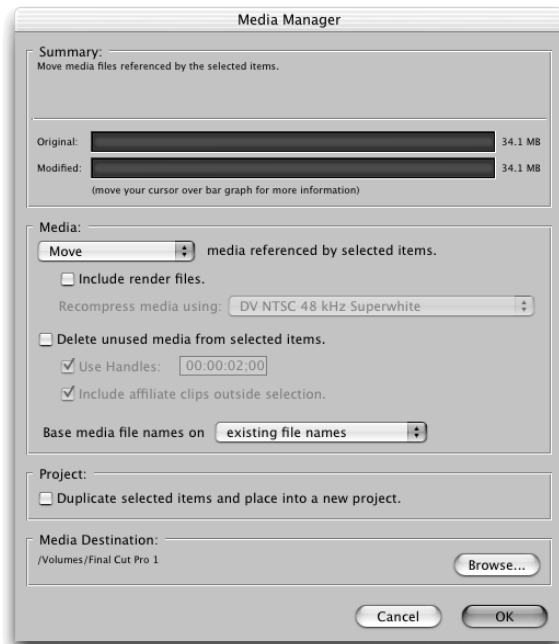 Media Manager
Summary:
Move media files referenced by the selected items.
Original:
34.1 MB
Modified:
34.1 MB
(move your cursor over bar graph for more information)
Media:
Move media referenced by selected items.
Include render files.
Recompress media using: DV NTSC 48 kHz Superwhite
Delete unused media from selected items.
Use Handles: 00:00:02;00
Include affiliate clips outside selection.
Base media file names on existing file names
Project:
Duplicate selected items and place into a new project.
Media Destination:
/Volumes/Final Cut Pro 1
Browse...
Cancel OK